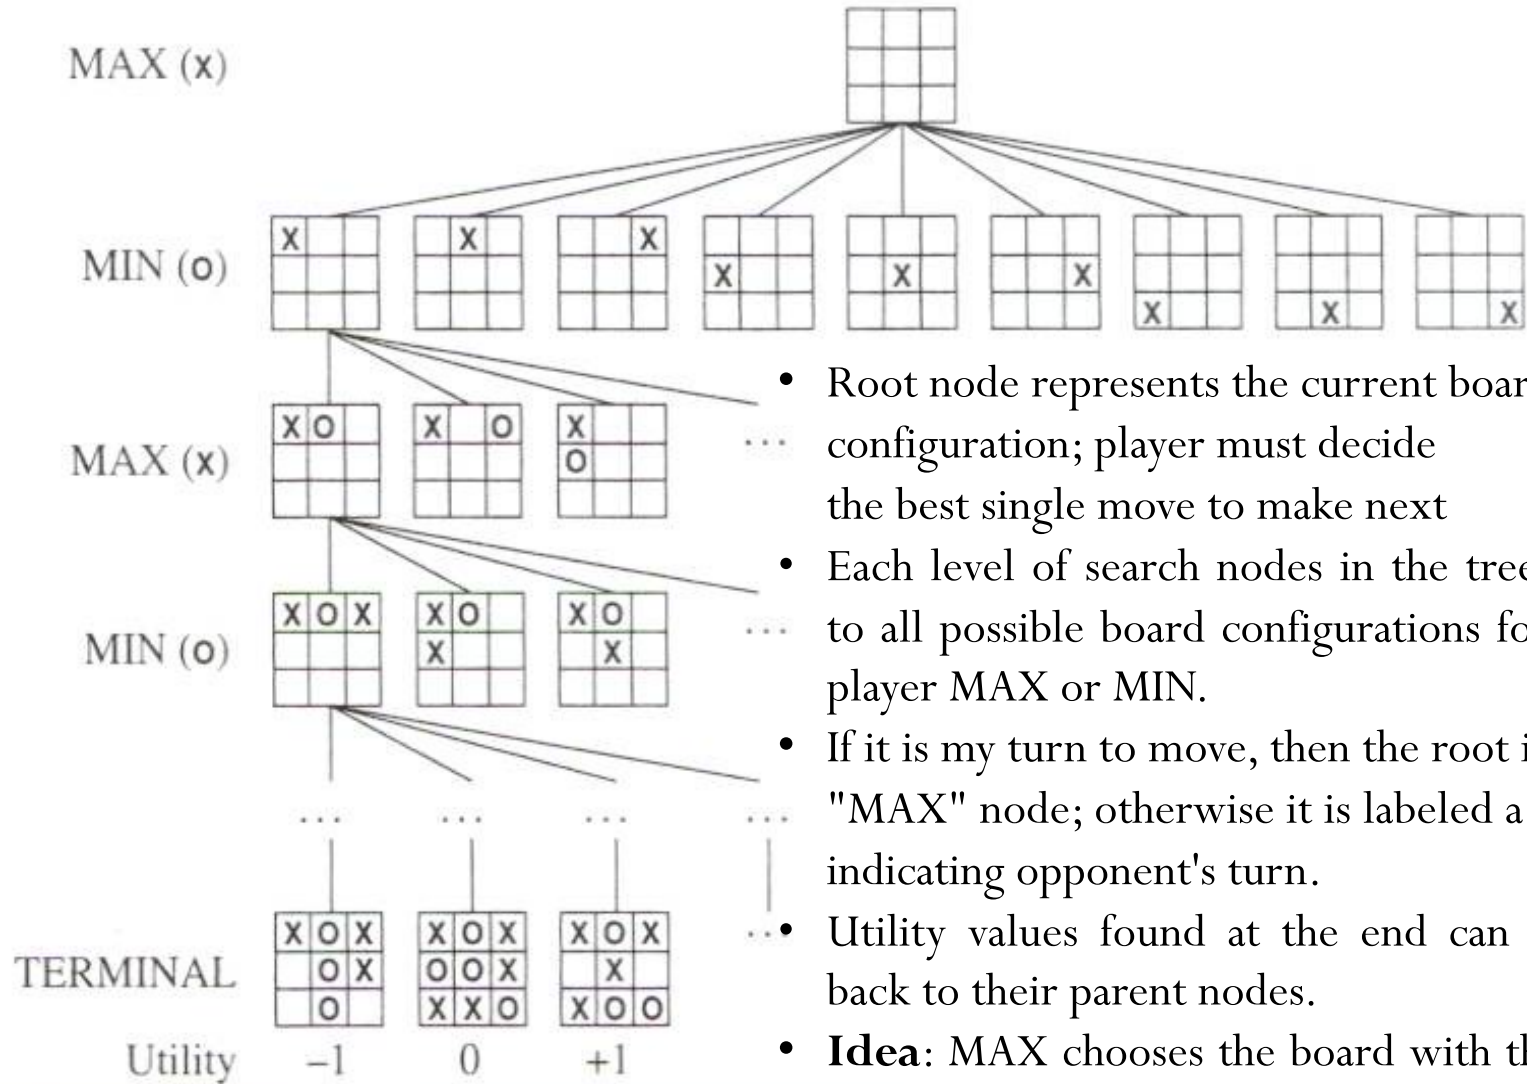 MAX (X)
MIN (O)
X X X X X X X X X
• Root node represents the current boar
configuration; player must decide
the best single move to make next
MAX (X)
X O X O X
O
...
• Each level of search nodes in the tree
to all possible board configurations fo
player MAX or MIN.
MIN (O)
X O X X O X O
X X
...
• If it is my turn to move, then the root i
"MAX" node; otherwise it is labeled a
indicating opponent's turn.
... ... ... ...
• Utility values found at the end can
back to their parent nodes.
TERMINAL
X O X X O X X O X
O X O O X X
O X X O X O O
...
• Idea: MAX chooses the board with th
Utility –1 0 +1